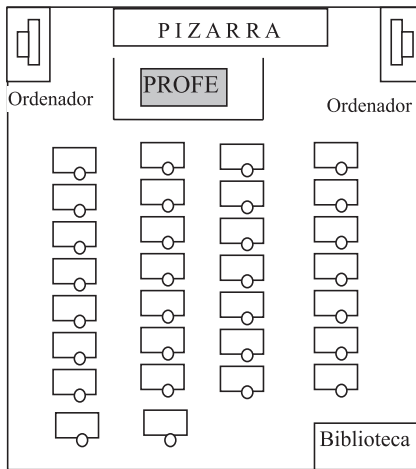 PIZARRA
PROFE
Ordenador
Ordenador
Biblioteca